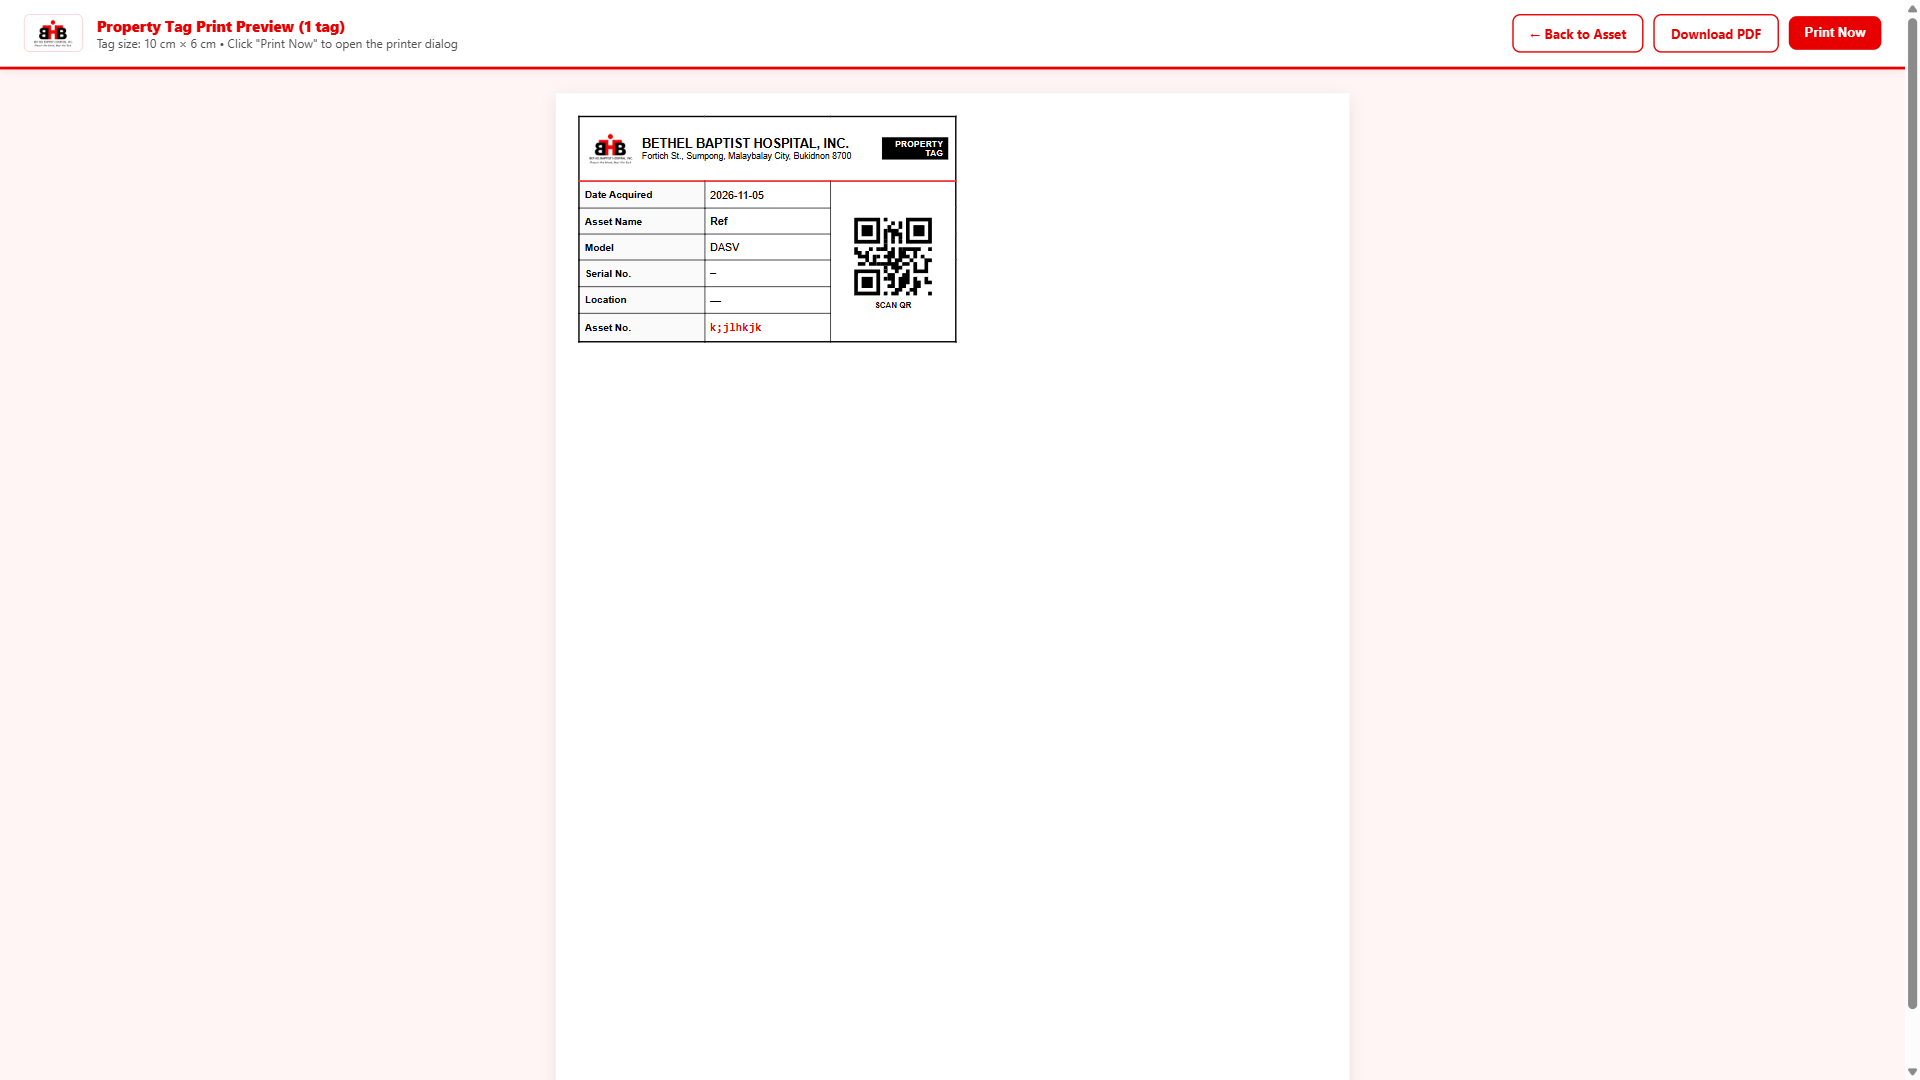 Property Tag Print Preview (1 tag)
Tag size: 10 cm × 6 cm • Click "Print Now" to open the printer dialog
← Back to Asset
Download PDF
Print Now
BHB
BETHEL BAPTIST HOSPITAL, INC.
Fortich St., Sumpong, Malaybalay City, Bukidnon 8700
PROPERTY
TAG
Date Acquired 2026-11-05
Asset Name Ref
Model DASV
Serial No. –
Location —
Asset No. k;jlhkjk
SCAN QR